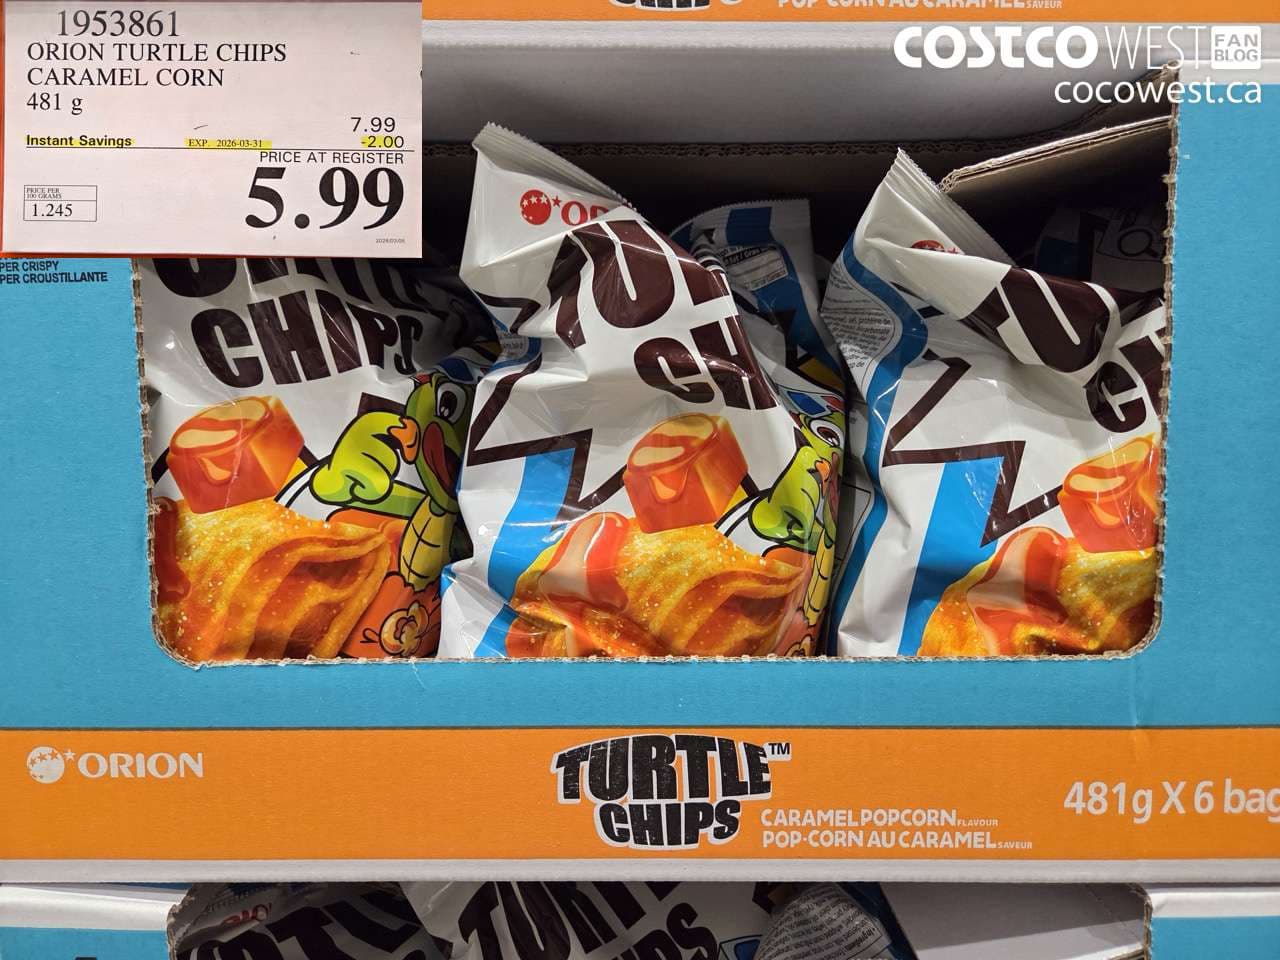 POP-CORN AU CARAMEL SAVEUR
COSTCO WEST FAN BLOG
cocowest.ca
1953861
ORION TURTLE CHIPS
CARAMEL CORN
481 g
7.99
Instant Savings EXP. 2026-03-31 -2.00
PRICE AT REGISTER
5.99
PRICE PER
100 GRAMS
1.245
PER CRISPY
PER CROUSTILLANTE
CHIPS
CH
ORION
TURTLE™
CHIPS
CARAMEL POPCORN FLAVOUR
POP-CORN AU CARAMEL SAVEUR
481g X 6 bag